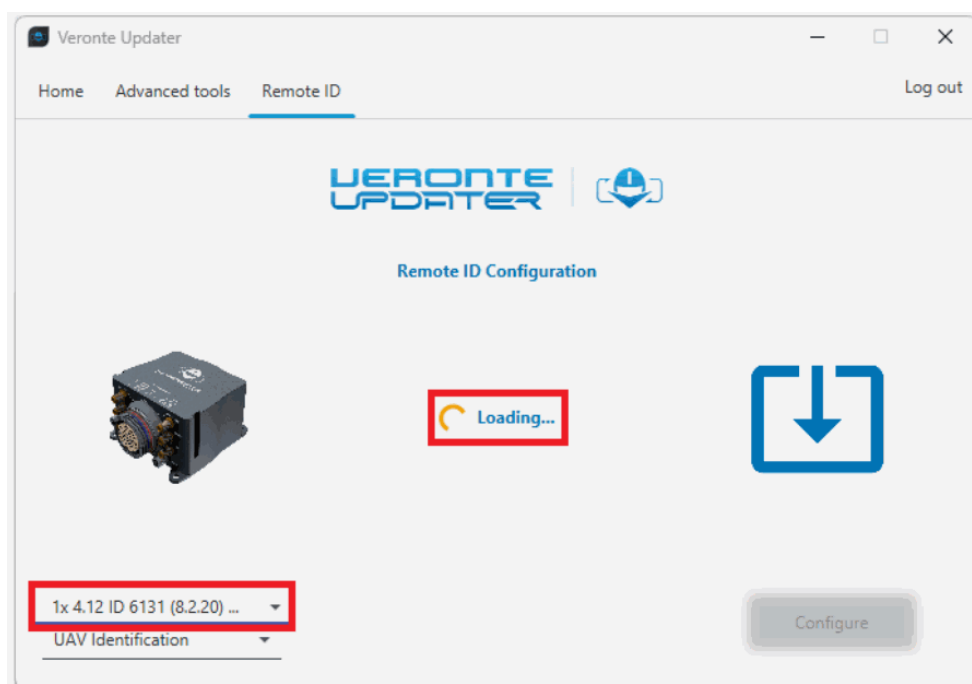 Veronte Updater
Home Advanced tools Remote ID Log out
VERONTE
UPDATER
Remote ID Configuration
Loading...
1x 4.12 ID 6131 (8.2.20) ...
UAV Identification
Configure